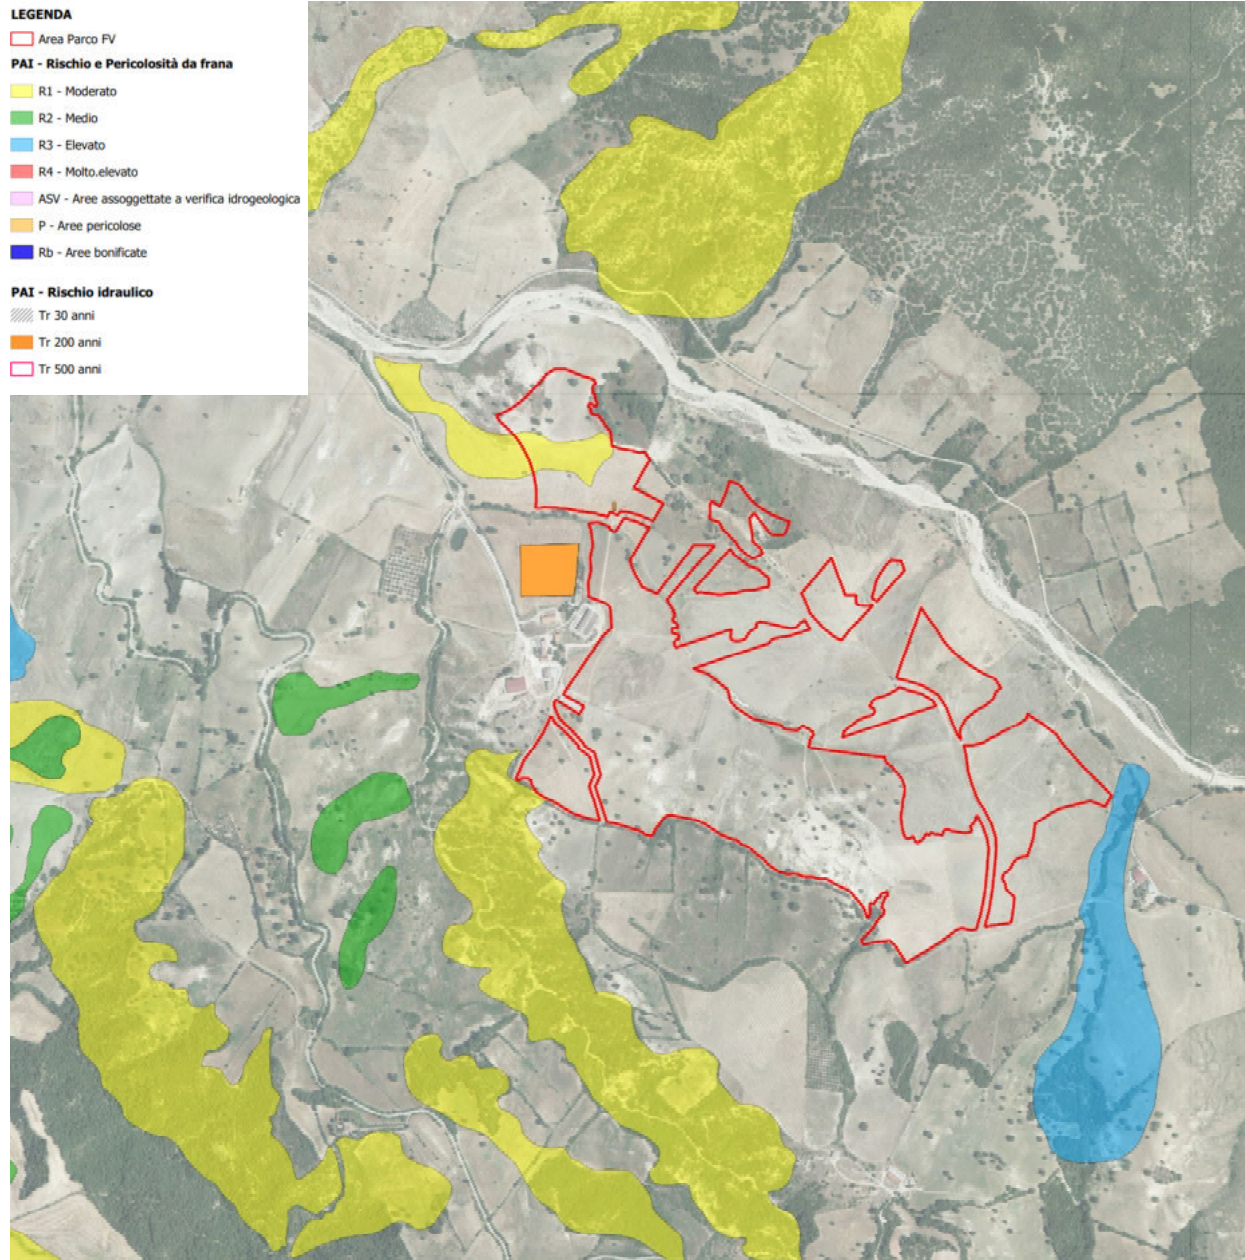 LEGENDA
Area Parco FV
PAI - Rischio e Pericolosità da frana
R1 - Moderato
R2 - Medio
R3 - Elevato
R4 - Molto.elevato
ASV - Aree assoggettate a verifica idrogeologica
P - Aree pericolose
Rb - Aree bonificate
PAI - Rischio idraulico
Tr 30 anni
Tr 200 anni
Tr 500 anni